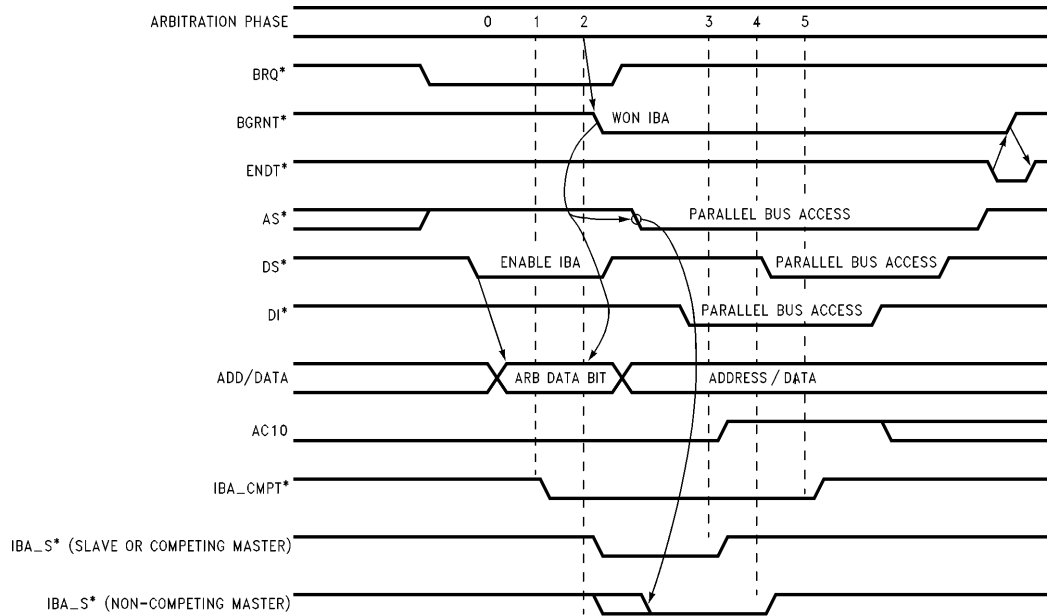 ARBITRATION PHASE 0 1 2 3 4 5
BRQ*
BGRNT* WON IBA
ENDT*
AS* PARALLEL BUS ACCESS
DS* ENABLE IBA PARALLEL BUS ACCESS
DI* PARALLEL BUS ACCESS
ADD/DATA ARB DATA BIT ADDRESS/DATA
AC10
IBA_CMPT*
IBA_S* (SLAVE OR COMPETING MASTER)
IBA_S* (NON-COMPETING MASTER)